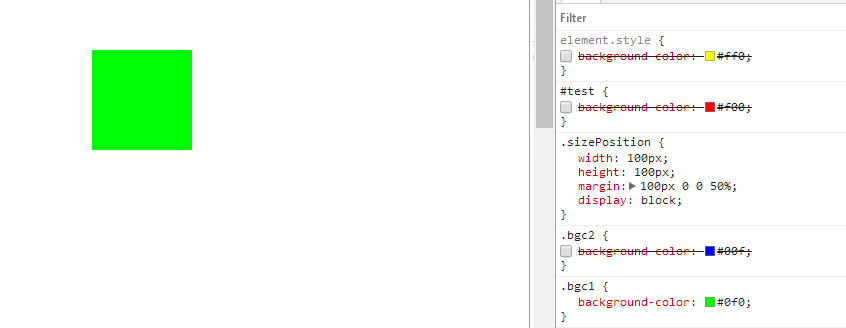 Filter
element.style {
background-color: #ff0;
}
#test {
background-color: #f00;
}
.sizePosition {
width: 100px;
height: 100px;
margin: 100px 0 0 50%;
display: block;
}
.bgc2 {
background-color: #00f;
}
.bgc1 {
background-color: #0f0;
}